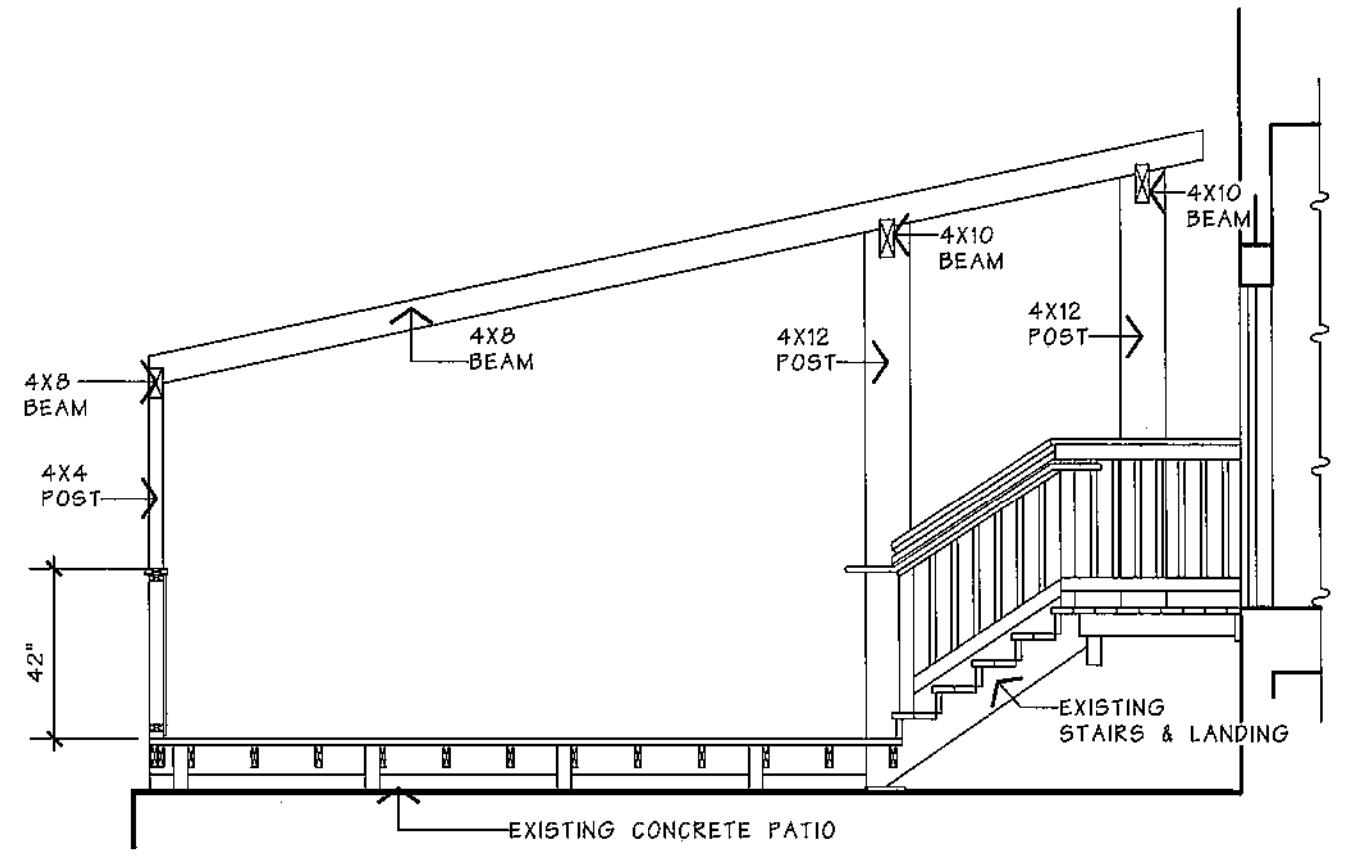 4X10
BEAM
4X10
BEAM
4X12
POST
4X12
POST
4X8
BEAM
4X8
BEAM
4X4
POST
42"
EXISTING
STAIRS & LANDING
EXISTING CONCRETE PATIO